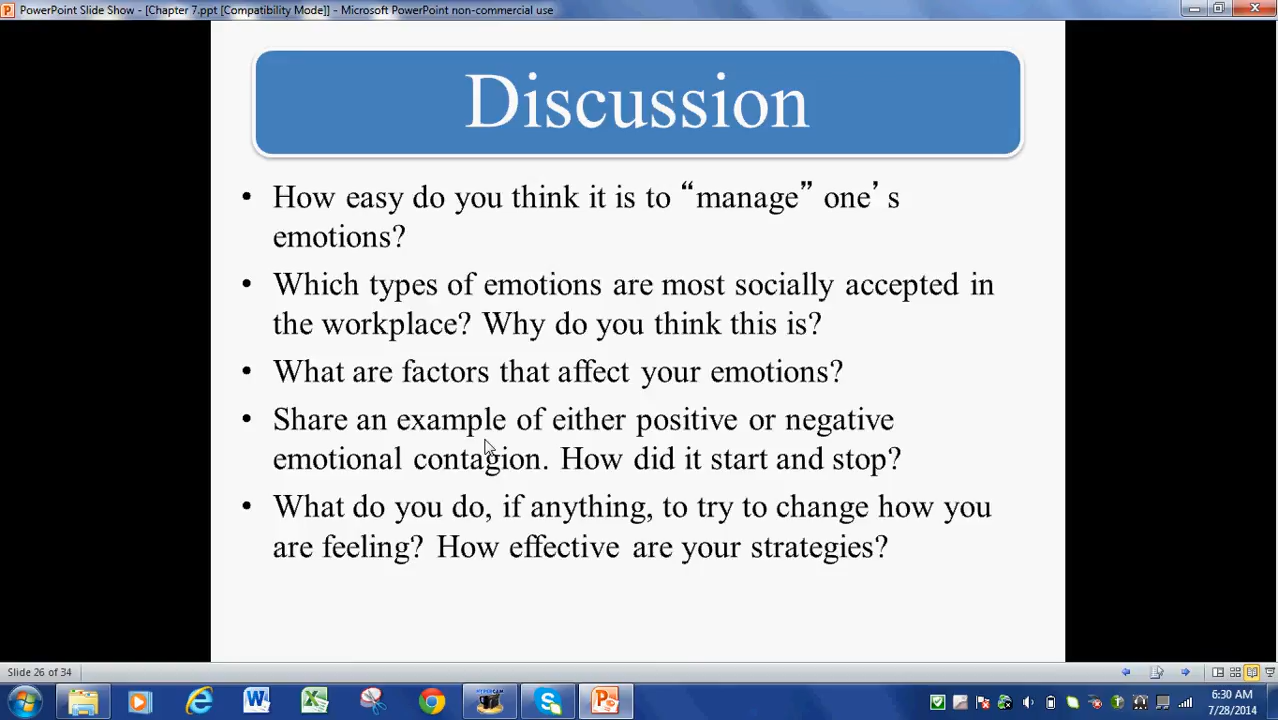 PowerPoint Slide Show - [Chapter 7.ppt [Compatibility Mode]] - Microsoft PowerPoint non-commercial use
Discussion
• How easy do you think it is to “manage” one’s
emotions?
• Which types of emotions are most socially accepted in
the workplace? Why do you think this is?
• What are factors that affect your emotions?
• Share an example of either positive or negative
emotional contagion. How did it start and stop?
• What do you do, if anything, to try to change how you
are feeling? How effective are your strategies?
Slide 26 of 34
HYPERCAM
6:30 AM
7/28/2014